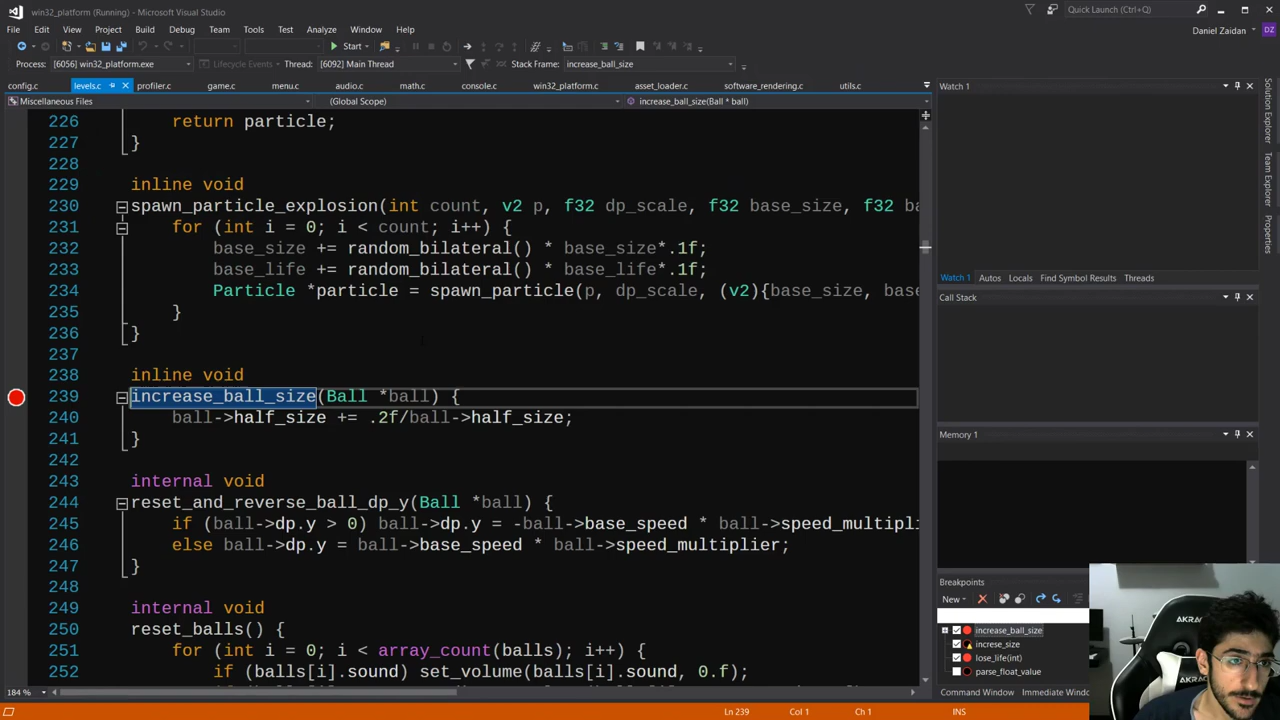 win32_platform (Running) - Microsoft Visual Studio
Quick Launch (Ctrl+Q)
File Edit View Project Build Debug Team Tools Test Analyze Window Help
Daniel Zaidan DZ
Start
Process: [6056] win32_platform.exe Lifecycle Events Thread: [6092] Main Thread Stack Frame: increase_ball_size
config.c levels.c profiler.c game.c menu.c audio.c math.c console.c win32_platform.c asset_loader.c software_rendering.c utils.c
Miscellaneous Files (Global Scope) increase_ball_size(Ball * ball)
226 return particle;
227 }
228
229 inline void
230 spawn_particle_explosion(int count, v2 p, f32 dp_scale, f32 base_size, f32 ba
231 for (int i = 0; i < count; i++) {
232 base_size += random_bilateral() * base_size*.1f;
233 base_life += random_bilateral() * base_life*.1f;
234 Particle *particle = spawn_particle(p, dp_scale, (v2){base_size, base
235 }
236 }
237
238 inline void
239 increase_ball_size(Ball *ball) {
240 ball->half_size += .2f/ball->half_size;
241 }
242
243 internal void
244 reset_and_reverse_ball_dp_y(Ball *ball) {
245 if (ball->dp.y > 0) ball->dp.y = -ball->base_speed * ball->speed_multipli
246 else ball->dp.y = ball->base_speed * ball->speed_multiplier;
247 }
248
249 internal void
250 reset_balls() {
251 for (int i = 0; i < array_count(balls); i++) {
252 if (balls[i].sound) set_volume(balls[i].sound, 0.f);
184 %
Watch 1
Watch 1 Autos Locals Find Symbol Results Threads
Call Stack
Memory 1
Breakpoints
New
increase_ball_size
increse_size
lose_life(int)
parse_float_value
Command Window Immediate Windo
Solution Explorer
Team Explorer
Properties
Ln 239 Col 1 Ch 1 INS
AKRA
AKRAC